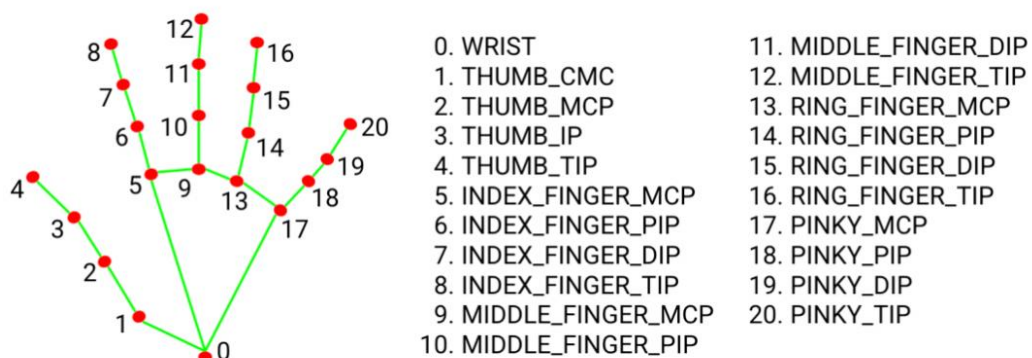 12
8
16
11
7
15
20
10
6
14
19
4
5
9
18
13
3
17
2
1
0
0. WRIST
1. THUMB_CMC
2. THUMB_MCP
3. THUMB_IP
4. THUMB_TIP
5. INDEX_FINGER_MCP
6. INDEX_FINGER_PIP
7. INDEX_FINGER_DIP
8. INDEX_FINGER_TIP
9. MIDDLE_FINGER_MCP
10. MIDDLE_FINGER_PIP
11. MIDDLE_FINGER_DIP
12. MIDDLE_FINGER_TIP
13. RING_FINGER_MCP
14. RING_FINGER_PIP
15. RING_FINGER_DIP
16. RING_FINGER_TIP
17. PINKY_MCP
18. PINKY_PIP
19. PINKY_DIP
20. PINKY_TIP